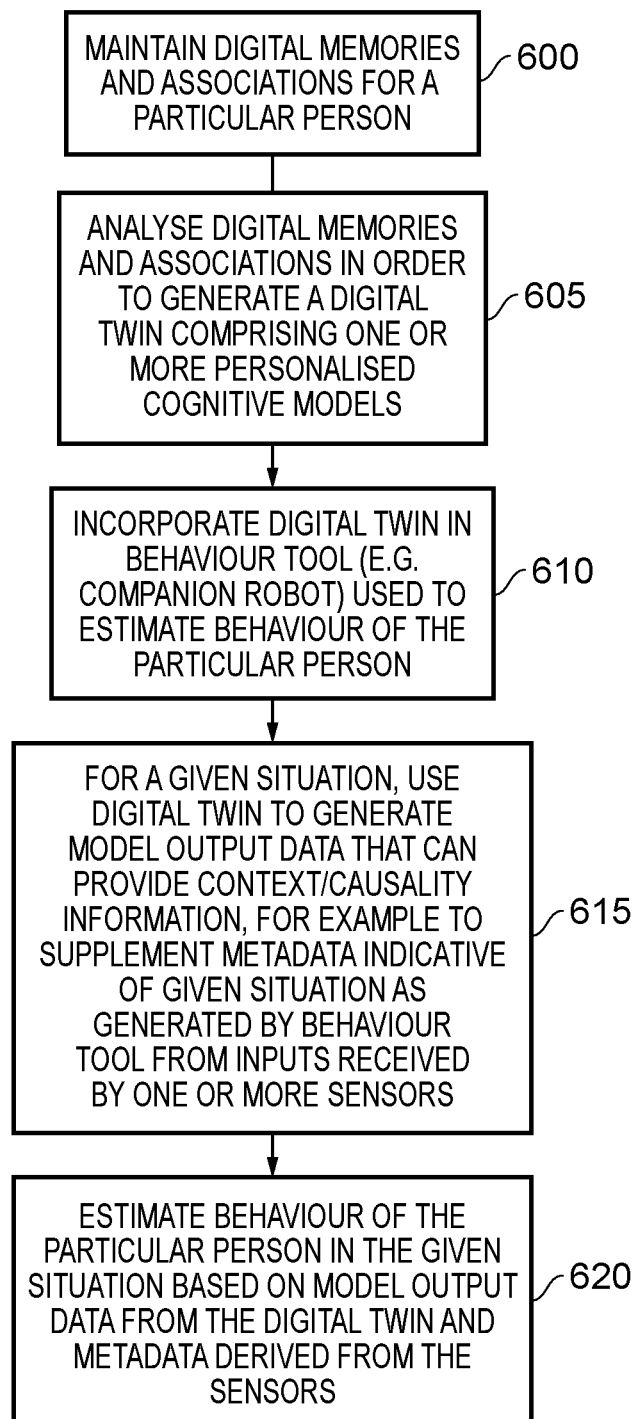 MAINTAIN DIGITAL MEMORIES
AND ASSOCIATIONS FOR A
PARTICULAR PERSON
600
ANALYSE DIGITAL MEMORIES
AND ASSOCIATIONS IN ORDER
TO GENERATE A DIGITAL
TWIN COMPRISING ONE OR
MORE PERSONALISED
COGNITIVE MODELS
605
INCORPORATE DIGITAL TWIN IN
BEHAVIOUR TOOL (E.G.
COMPANION ROBOT) USED TO
ESTIMATE BEHAVIOUR OF THE
PARTICULAR PERSON
610
FOR A GIVEN SITUATION, USE
DIGITAL TWIN TO GENERATE
MODEL OUTPUT DATA THAT CAN
PROVIDE CONTEXT/CAUSALITY
INFORMATION, FOR EXAMPLE TO
SUPPLEMENT METADATA INDICATIVE
OF GIVEN SITUATION AS
GENERATED BY BEHAVIOUR
TOOL FROM INPUTS RECEIVED
BY ONE OR MORE SENSORS
615
ESTIMATE BEHAVIOUR OF THE
PARTICULAR PERSON IN THE GIVEN
SITUATION BASED ON MODEL OUTPUT
DATA FROM THE DIGITAL TWIN AND
METADATA DERIVED FROM THE
SENSORS
620